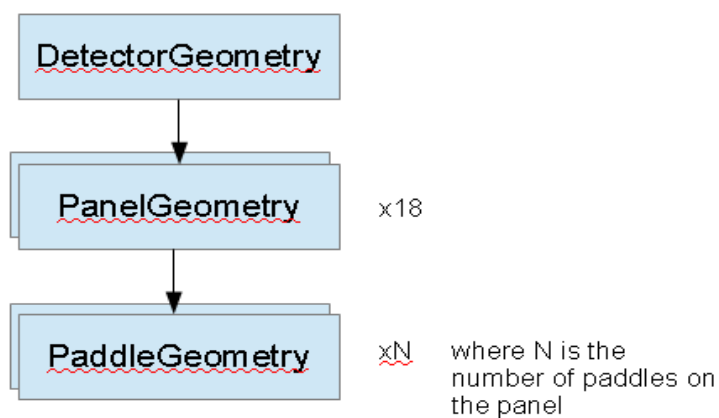 DetectorGeometry
PanelGeometry
x18
PaddleGeometry
xN
where N is the
number of paddles on
the panel